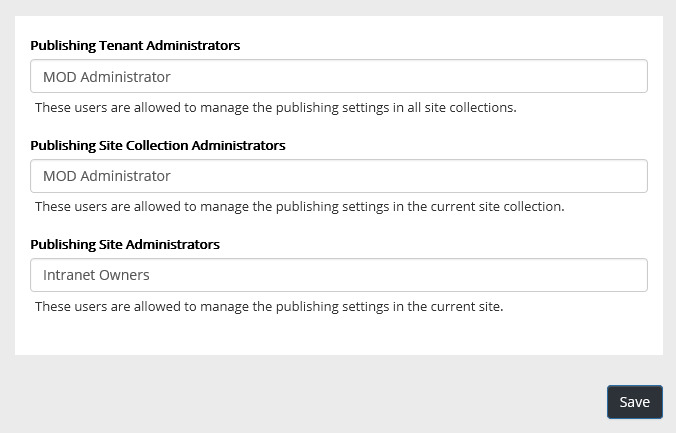 Publishing Tenant Administrators
MOD Administrator
These users are allowed to manage the publishing settings in all site collections.
Publishing Site Collection Administrators
MOD Administrator
These users are allowed to manage the publishing settings in the current site collection.
Publishing Site Administrators
Intranet Owners
These users are allowed to manage the publishing settings in the current site.
Save